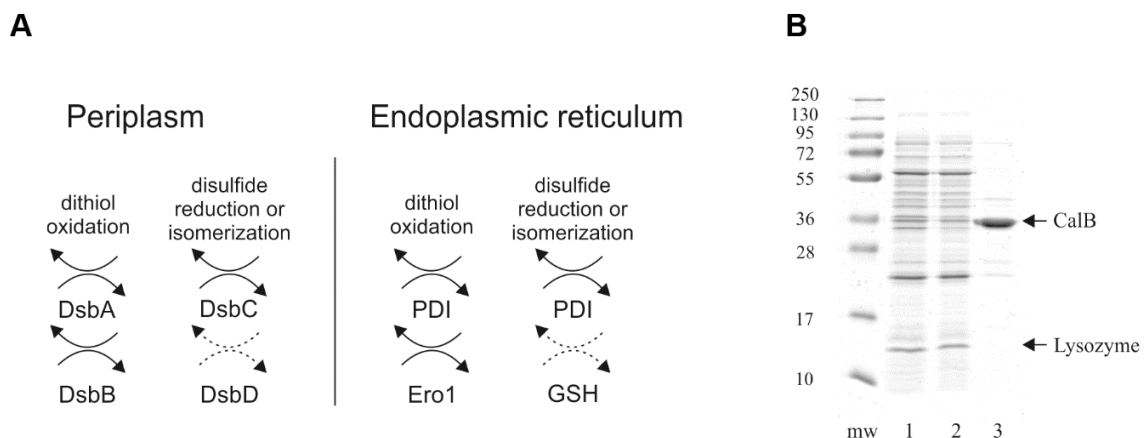 A
Periplasm
Endoplasmic reticulum
dithiol
oxidation
disulfide
reduction or
isomerization
dithiol
oxidation
disulfide
reduction or
isomerization
DsbA
DsbC
PDI
PDI
DsbB
DsbD
Ero1
GSH
B
250
130
95
72
55
36
28
17
10
CalB
Lysozyme
mw 1 2 3